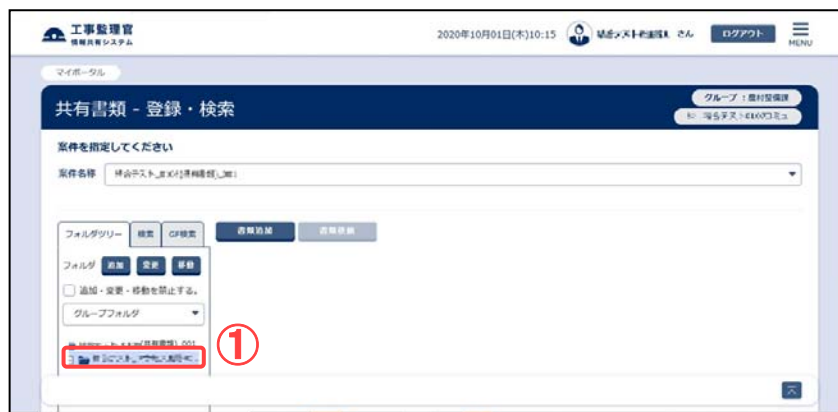 工事監理官
情報共有システム
2020年10月01日(木)10:15
さん
ログアウト
MENU
マイポータル
共有書類 - 登録・検索
グループ：農村整備課
案件を指定してください
案件名称
フォルダツリー
検索
CF検索
書類追加
フォルダ
追加
変更
移動
追加・変更・移動を禁止する。
グループフォルダ
①